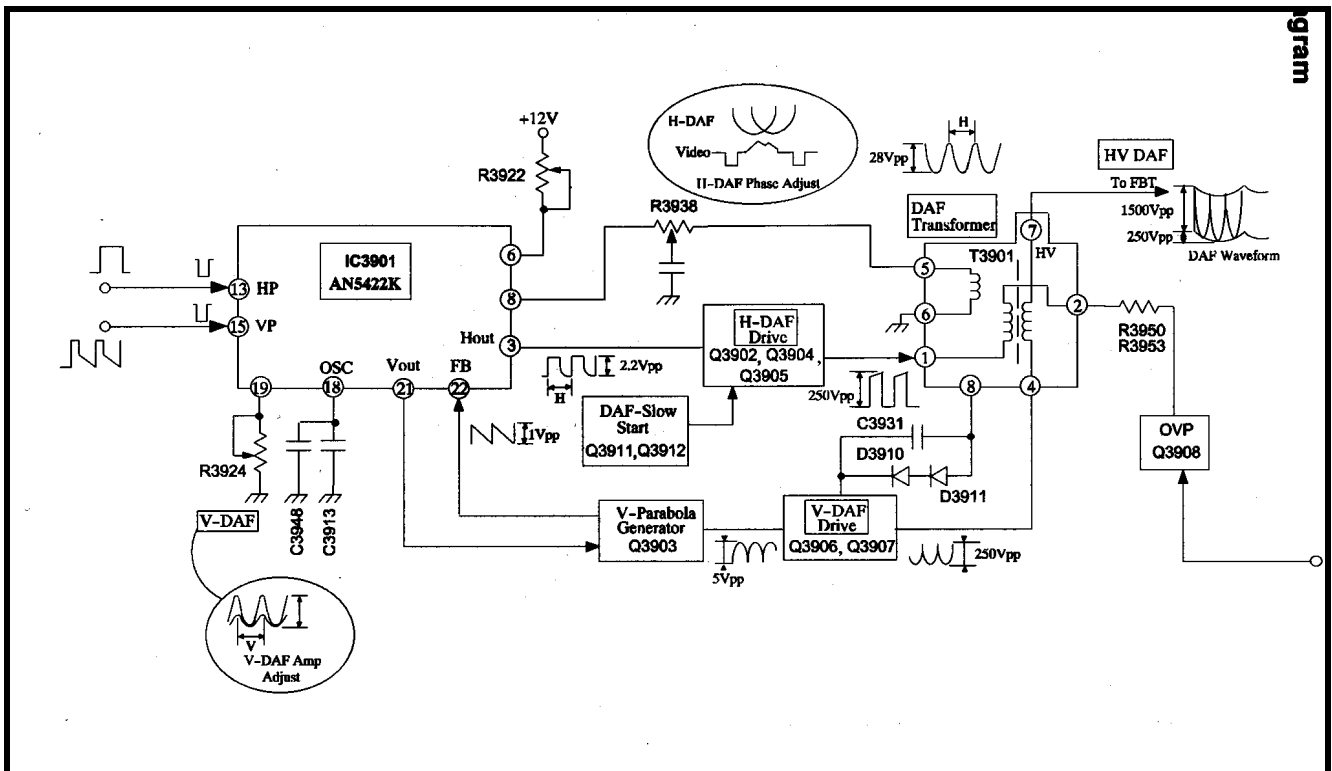 agram
+12V
R3922
H-DAF
Video
H-DAF Phase Adjust
28Vpp
H
HV DAF
To FBT
1500Vpp
250Vpp
DAF Waveform
DAF
Transformer
R3938
IC3901
AN5422K
6
8
3
Hout
13 HP
15 VP
19
OSC
18
Vout
21
FB
22
2.2Vpp
H
H-DAF
Drive
Q3902, Q3904,
Q3905
T3901
7
HV
5
6
1
2
8
4
R3950
R3953
250Vpp
C3931
DAF-Slow
Start
Q3911,Q3912
1Vpp
D3910
D3911
OVP
Q3908
R3924
C3948
C3913
V-DAF
V-Parabola
Generator
Q3903
V-DAF
Drive
Q3906, Q3907
5Vpp
250Vpp
V
V-DAF Amp
Adjust